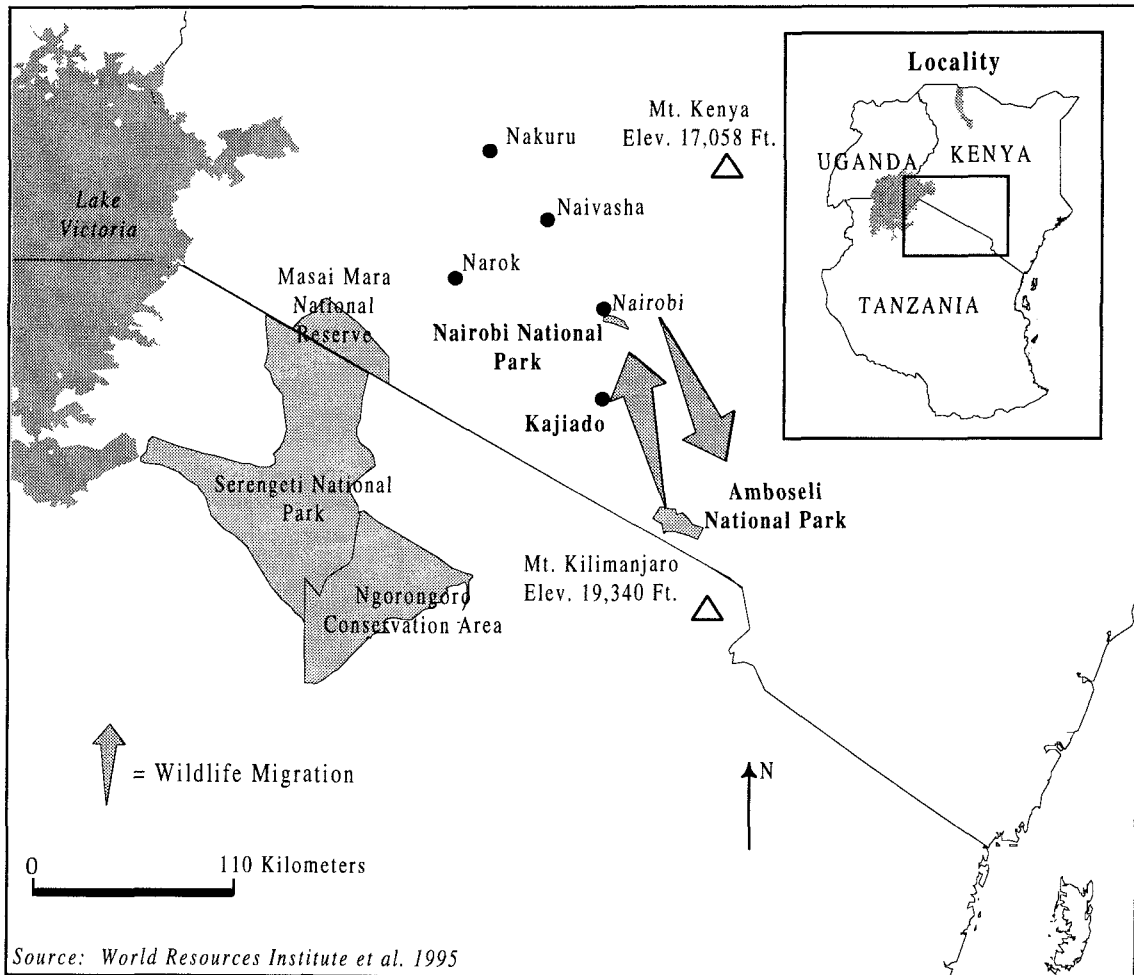 Locality
UGANDA
KENYA
TANZANIA
Mt. Kenya
Elev. 17,058 Ft.
Nakuru
Naivasha
Lake
Victoria
Narok
Masai Mara
National
Reserve
Nairobi
Nairobi National
Park
Kajiado
Serengeti National
Park
Amboseli
National Park
Mt. Kilimanjaro
Elev. 19,340 Ft.
Ngorongoro
Conservation Area
= Wildlife Migration
N
0
110 Kilometers
Source: World Resources Institute et al. 1995